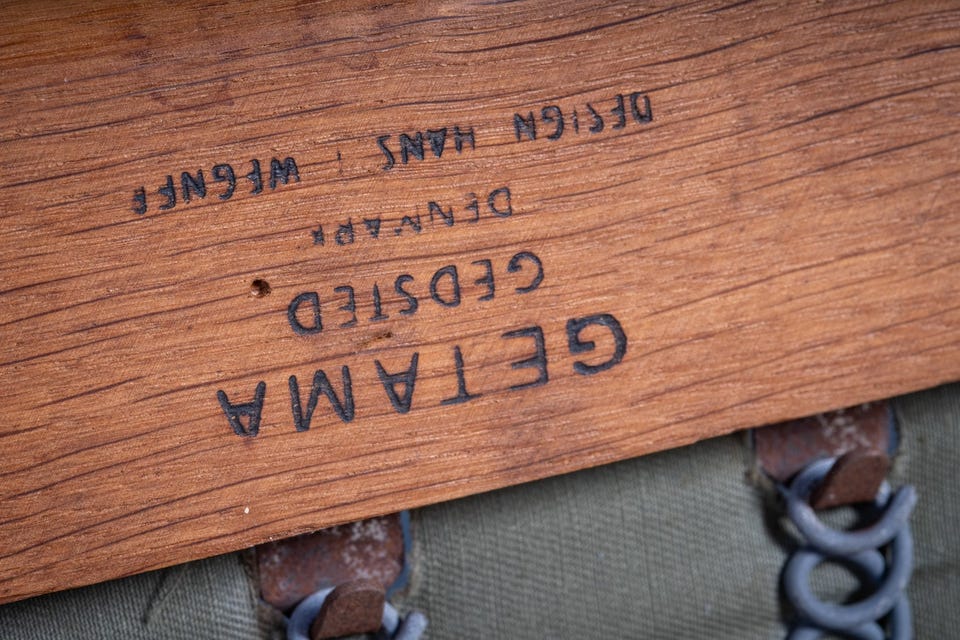 GETAMA
GEDSTED
DENMARK
DESIGN HANS J WEGNER